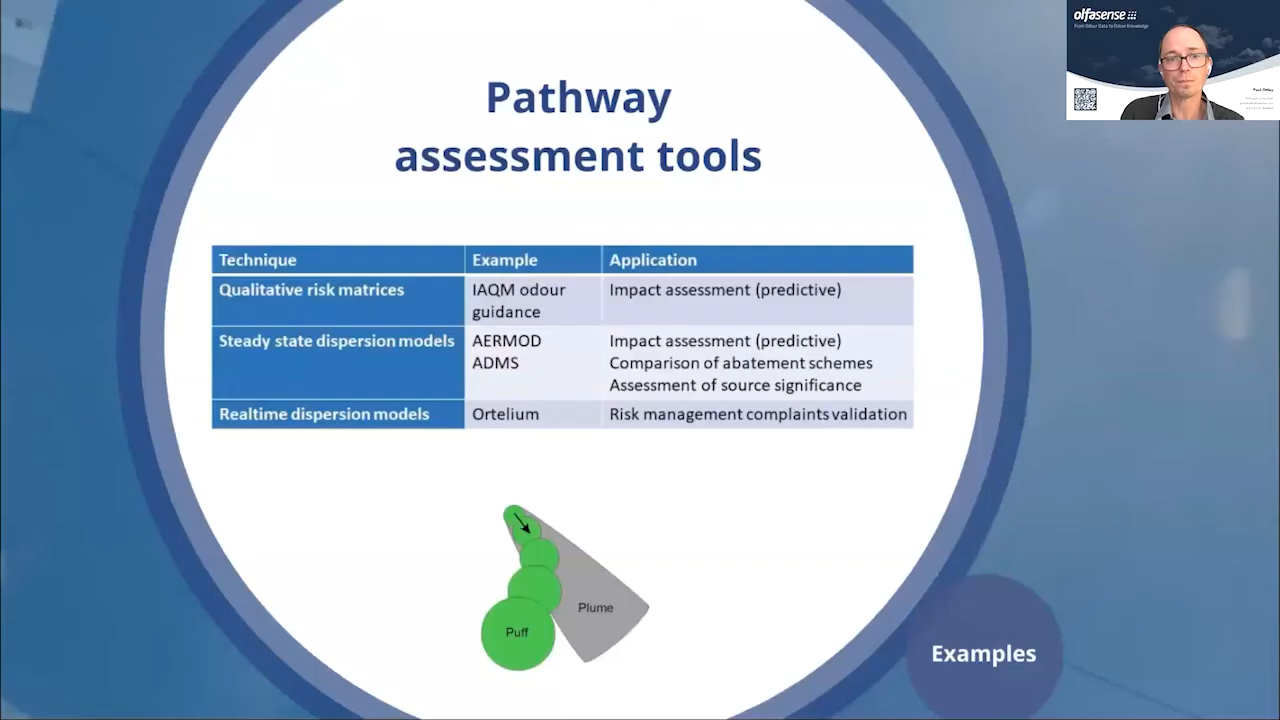 olfasense
From Odour Data to Odour Knowledge
Paul Ottley
Pathway
assessment tools
Technique Example Application
Qualitative risk matrices IAQM odour Impact assessment (predictive)
guidance
Steady state dispersion models AERMOD Impact assessment (predictive)
ADMS Comparison of abatement schemes
Assessment of source significance
Realtime dispersion models Ortelium Risk management complaints validation
Plume
Puff
Examples